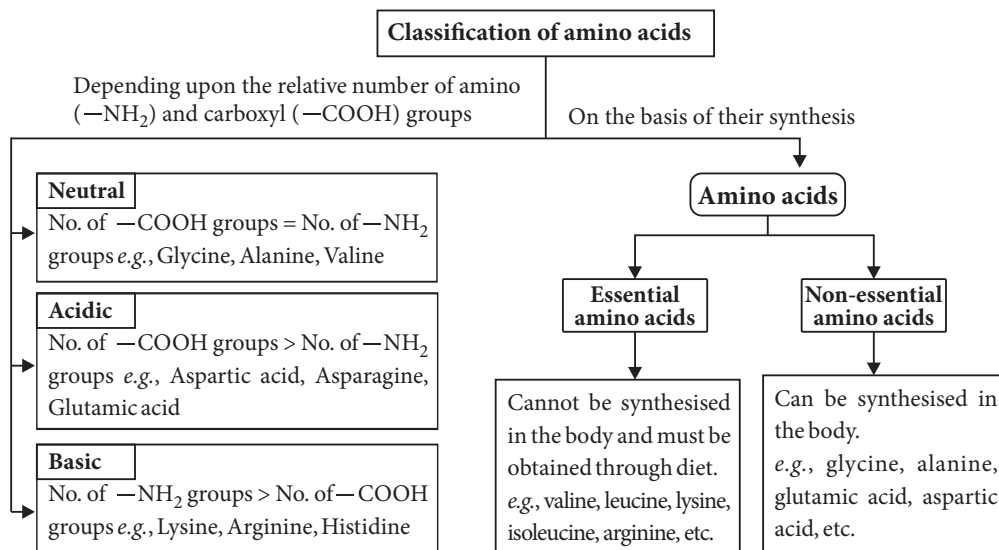 Classification of amino acids
Depending upon the relative number of amino
(—NH₂) and carboxyl (—COOH) groups
On the basis of their synthesis
Neutral
No. of —COOH groups = No. of —NH₂
groups e.g., Glycine, Alanine, Valine
Acidic
No. of —COOH groups > No. of —NH₂
groups e.g., Aspartic acid, Asparagine,
Glutamic acid
Basic
No. of —NH₂ groups > No. of —COOH
groups e.g., Lysine, Arginine, Histidine
Amino acids
Essential
amino acids
Non-essential
amino acids
Cannot be synthesised
in the body and must be
obtained through diet.
e.g., valine, leucine, lysine,
isoleucine, arginine, etc.
Can be synthesised in
the body.
e.g., glycine, alanine,
glutamic acid, aspartic
acid, etc.